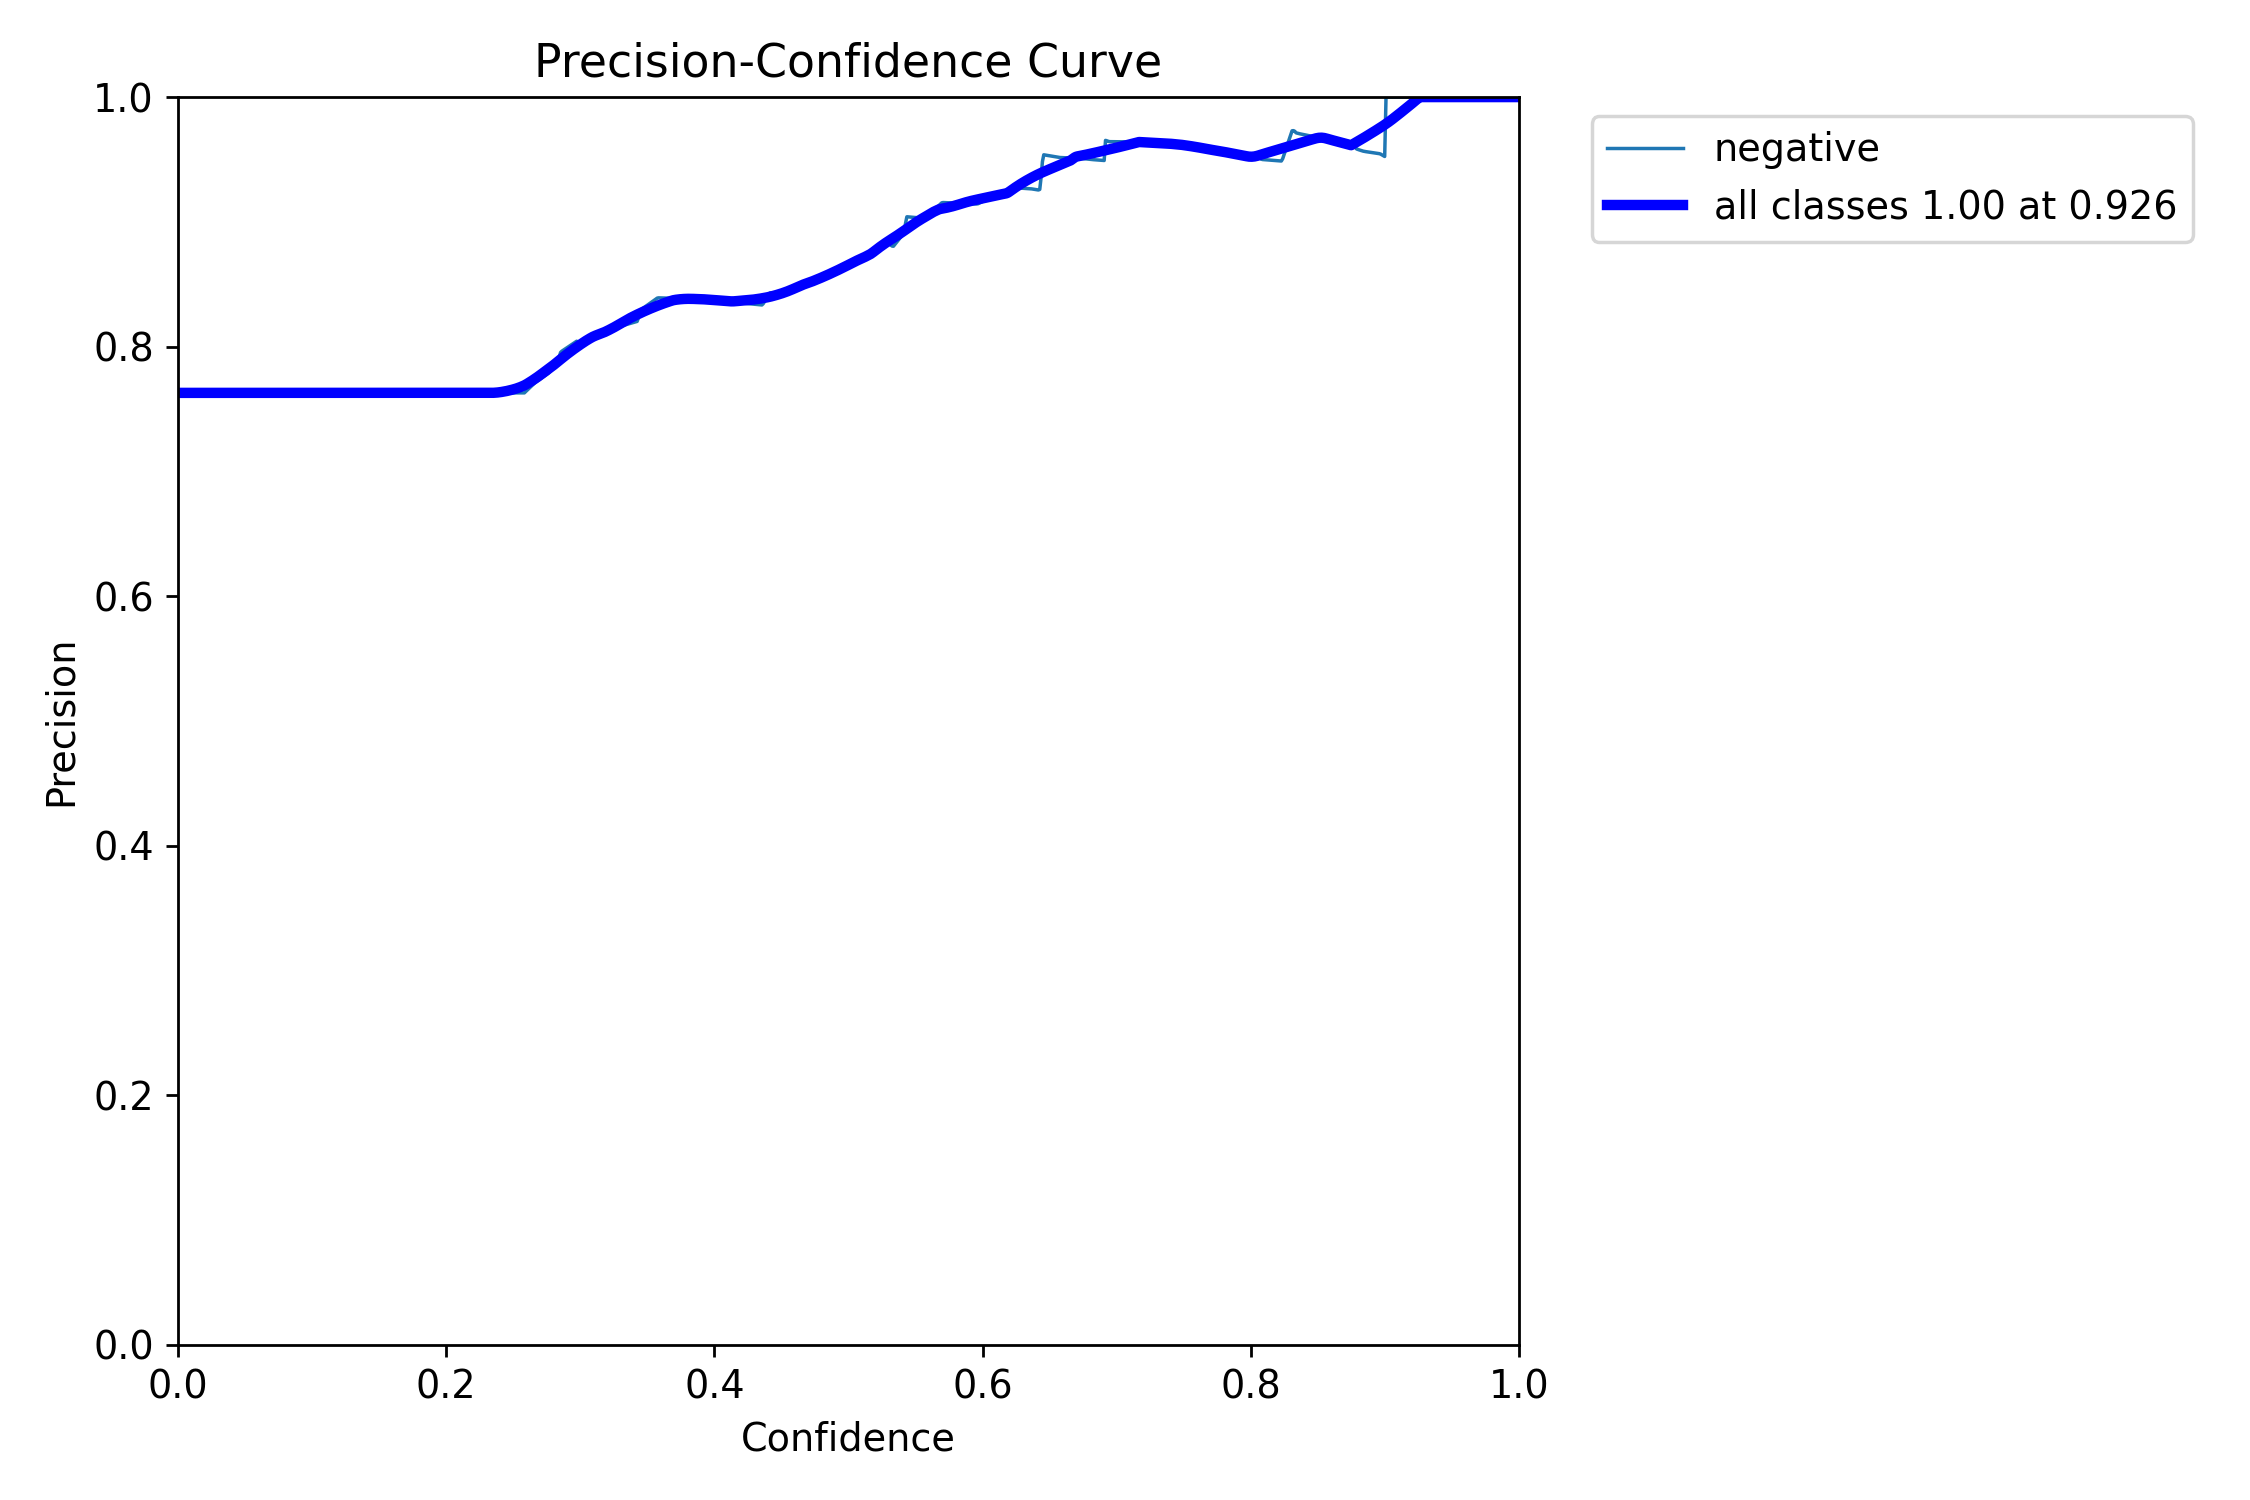 Precision-Confidence Curve
negative
all classes 1.00 at 0.926
1.0
0.8
0.6
0.4
0.2
0.0
Precision
0.0 0.2 0.4 0.6 0.8 1.0
Confidence